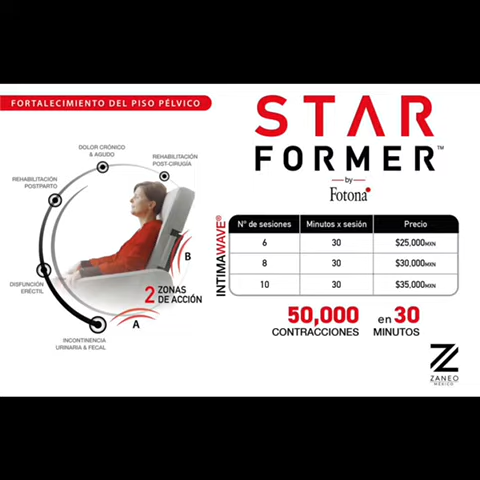 FORTALECIMIENTO DEL PISO PÉLVICO
DOLOR CRÓNICO
& AGUDO
REHABILITACIÓN
POST-CIRUGÍA
REHABILITACIÓN
POSTPARTO
DISFUNCIÓN
ERÉCTIL
INCONTINENCIA
URINARIA & FECAL
B
2 ZONAS
DE ACCIÓN
A
STAR
FORMER™
by
Fotona
INTIMAWAVE®
N° de sesiones Minutos x sesión Precio
6 30 $25,000MXN
8 30 $30,000MXN
10 30 $35,000MXN
50,000 en 30
CONTRACCIONES MINUTOS
ZANEO
MÉXICO